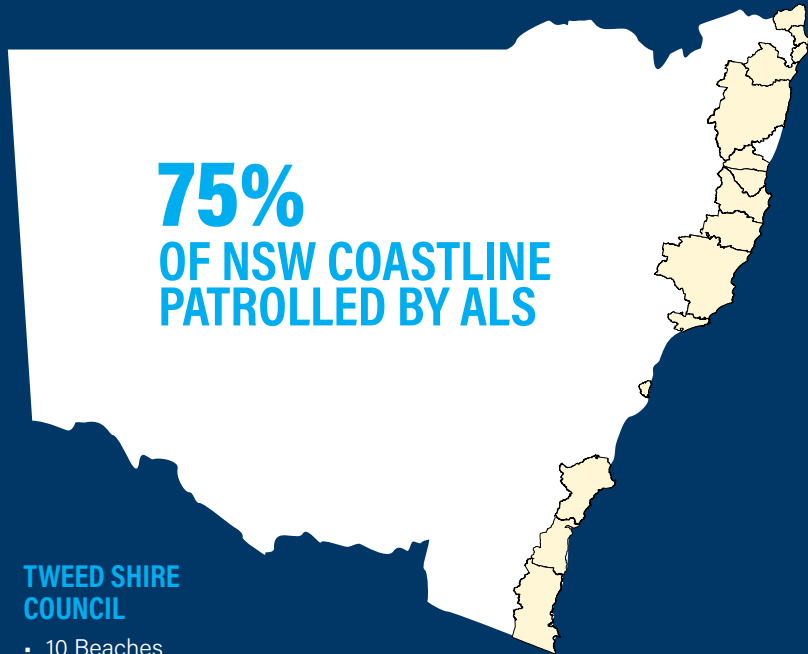 75%
OF NSW COASTLINE
PATROLLED BY ALS
TWEED SHIRE
COUNCIL
• 10 Beaches